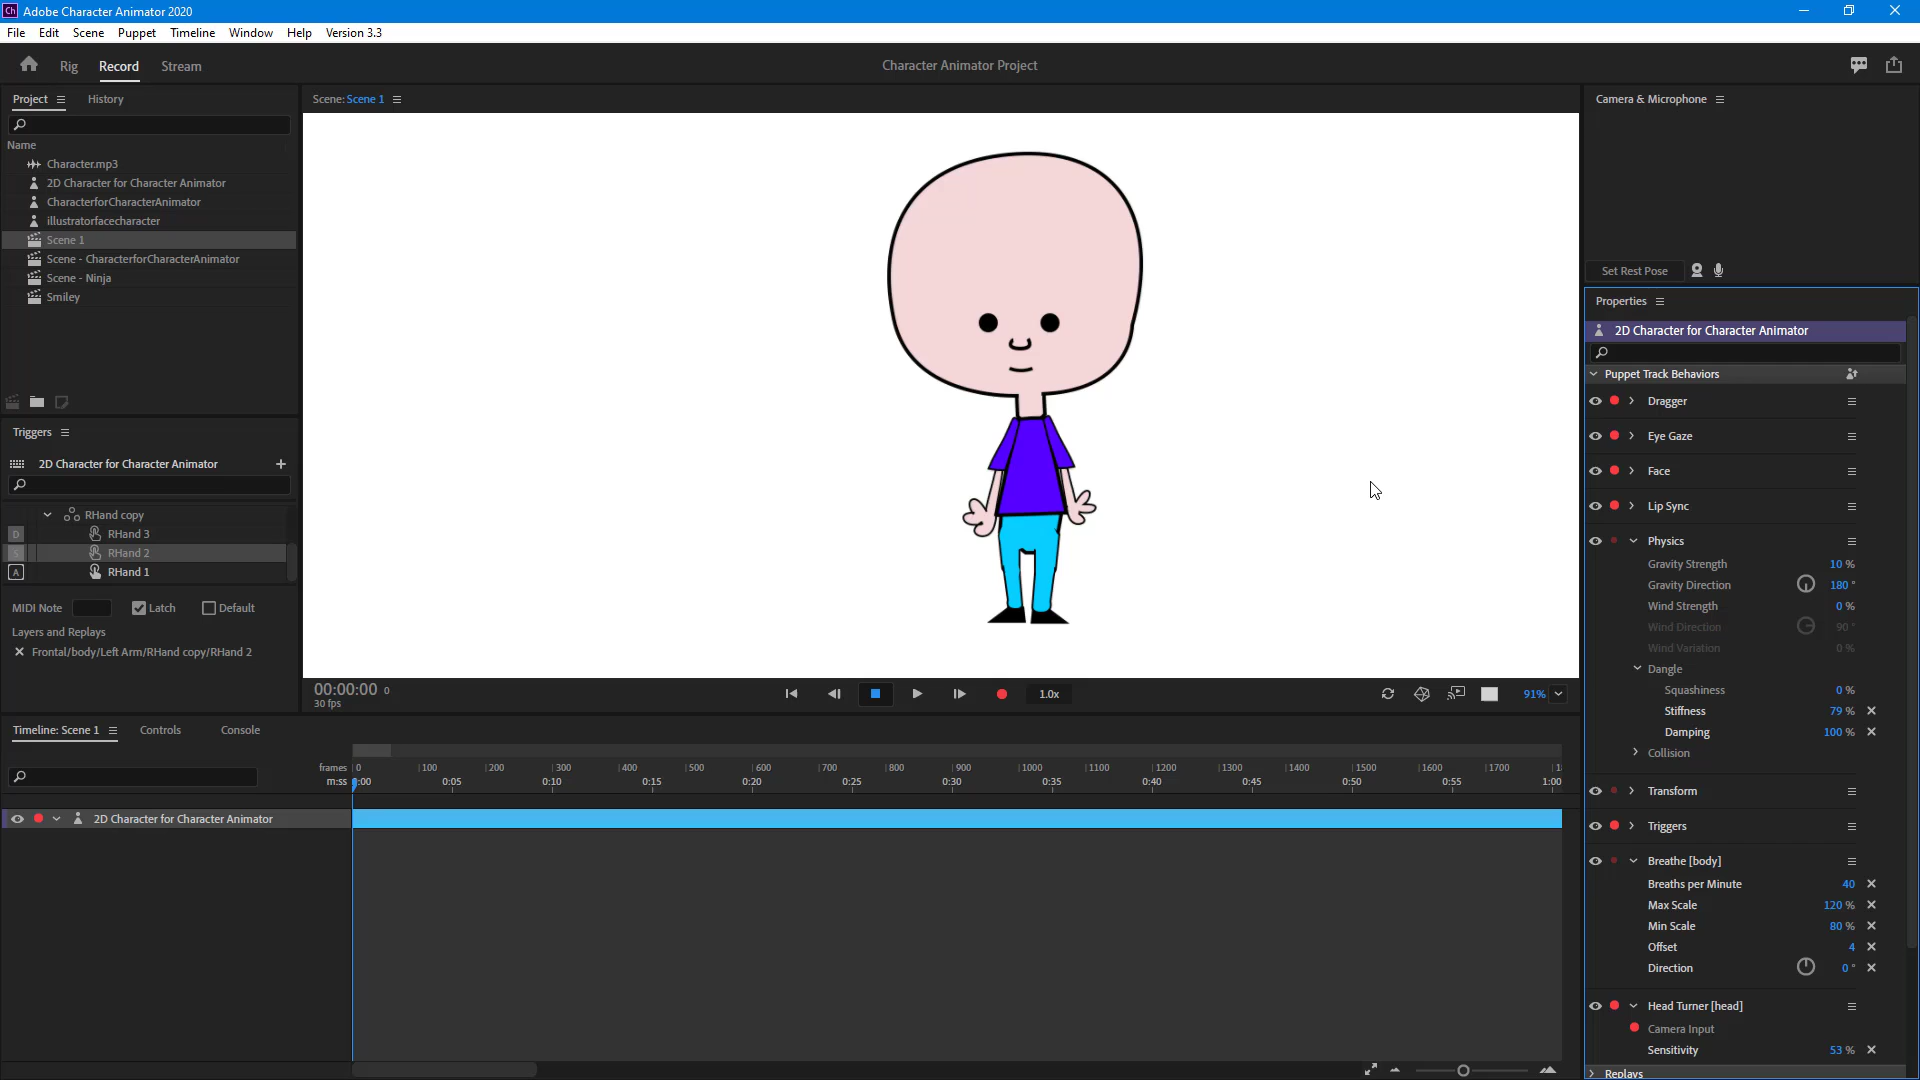 Ch Adobe Character Animator 2020
File Edit Scene Puppet Timeline Window Help Version 3.3
Rig Record Stream
Character Animator Project
Project History
Name
Character.mp3
2D Character for Character Animator
CharacterforCharacterAnimator
illustratorfacecharacter
Scene 1
Scene - CharacterforCharacterAnimator
Scene - Ninja
Smiley
Triggers
2D Character for Character Animator
RHand copy
D RHand 3
S RHand 2
A RHand 1
MIDI Note Latch Default
Layers and Replays
Frontal/body/Left Arm/RHand copy/RHand 2
Scene: Scene 1
00:00:00 0
30 fps
1.0x
91%
Timeline: Scene 1 Controls Console
frames 0 100 200 300 400 500 600 700 800 900 1000 1100 1200 1300 1400 1500 1600 1700
m:ss 0:00 0:05 0:10 0:15 0:20 0:25 0:30 0:35 0:40 0:45 0:50 0:55 1:00
2D Character for Character Animator
Camera & Microphone
Set Rest Pose
Properties
2D Character for Character Animator
Puppet Track Behaviors
Dragger
Eye Gaze
Face
Lip Sync
Physics
Gravity Strength 10 %
Gravity Direction 180 °
Wind Strength 0 %
Wind Direction 90 °
Wind Variation 0 %
Dangle
Squashiness 0 %
Stiffness 79 %
Damping 100 %
Collision
Transform
Triggers
Breathe [body]
Breaths per Minute 40
Max Scale 120 %
Min Scale 80 %
Offset 4
Direction 0 °
Head Turner [head]
Camera Input
Sensitivity 53 %
Replays